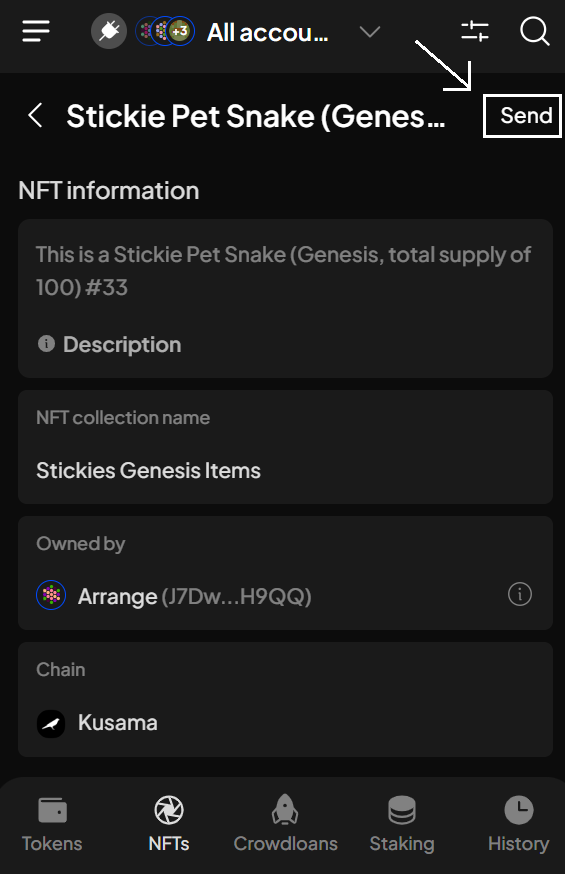 +3 All accou...
Stickie Pet Snake (Genes... Send
NFT information
This is a Stickie Pet Snake (Genesis, total supply of
100) #33
Description
NFT collection name
Stickies Genesis Items
Owned by
Arrange (J7Dw...H9QQ)
Chain
Kusama
Tokens NFTs Crowdloans Staking History